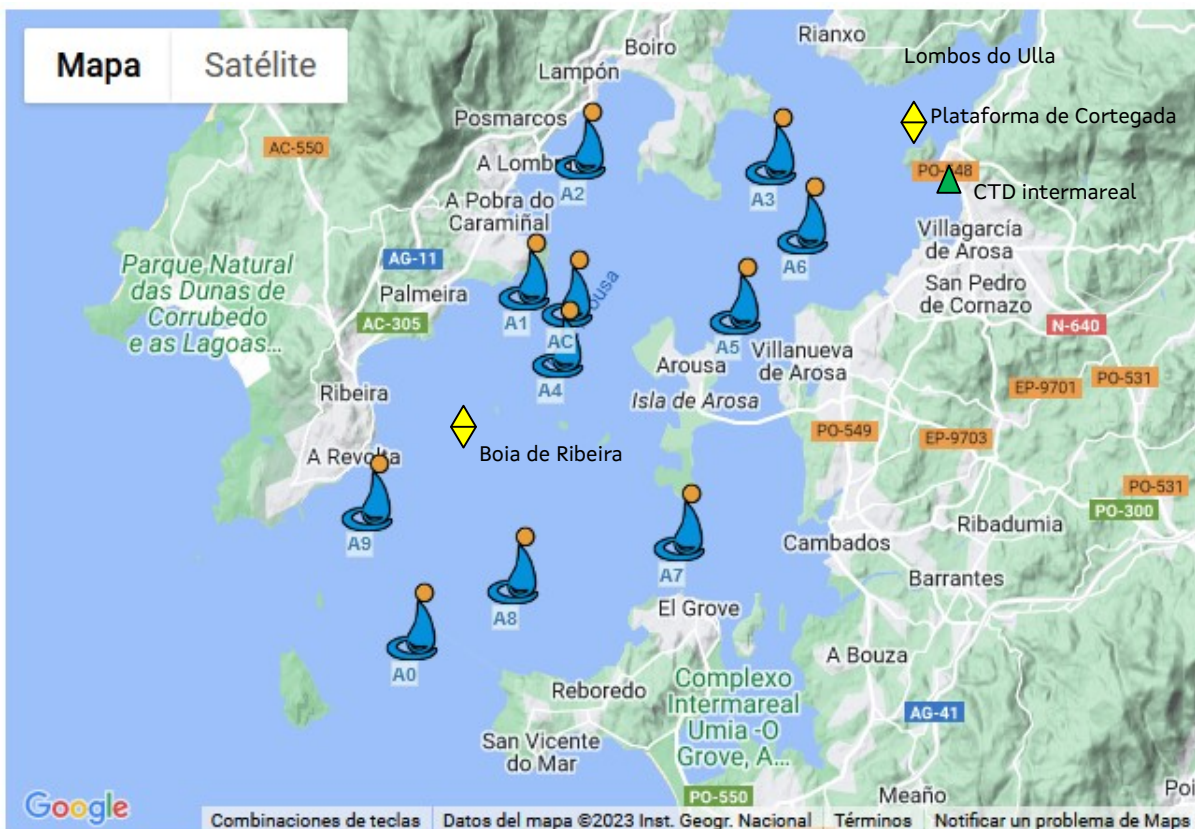 Mapa
Satélite
Rianxo
Boiro
Lombos do Ulla
Lampón
Posmarcos
Plataforma de Cortegada
AC-550
A Lombr
PO-548
A2
A3
CTD intermareal
A Pobra do
Caramiñal
Villagarcía
de Arosa
AG-11
A6
Parque Natural
das Dunas de
Corrubedo
e as Lagoas...
San Pedro
de Cornazo
Palmeira
ousa
A1
AC-305
AC
N-640
A5
Villanueva
de Arosa
A4
Arousa
Isla de Arosa
EP-9701
PO-531
Ribeira
PO-549
EP-9703
A Revolta
Boia de Ribeira
PO-531
PO-300
Ribadumia
A9
Cambados
A7
Barrantes
A8
El Grove
A0
A Bouza
Reboredo
Complexo
Intermareal
Umia -O
Grove, A...
AG-41
San Vicente
do Mar
PO-550
Meaño
Poi
Google
Combinaciones de teclas
Datos del mapa ©2023 Inst. Geogr. Nacional
Términos
Notificar un problema de Maps